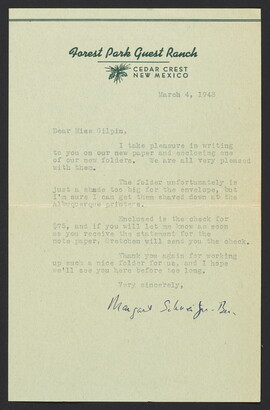 Forest Park Guest Ranch
CEDAR CREST
NEW MEXICO
March 4, 1940
Dear Miss Gilpin,
I take pleasure in writing
to you on our new paper and enclosing one
of our new folders. We are all very pleased
with them.
The folder unfortunately is
just a shade too big for the envelope, but
I'm sure I can get them shaved down at the
Albuquerque printers.
Enclosed is the check for
$75, and if you will let me know as soon
as you receive the statement for the
note paper, Gretchen will send you the check.
Thank you again for working
up such a nice folder for us, and I hope
we'll see you here before too long.
Very sincerely,
Margaret